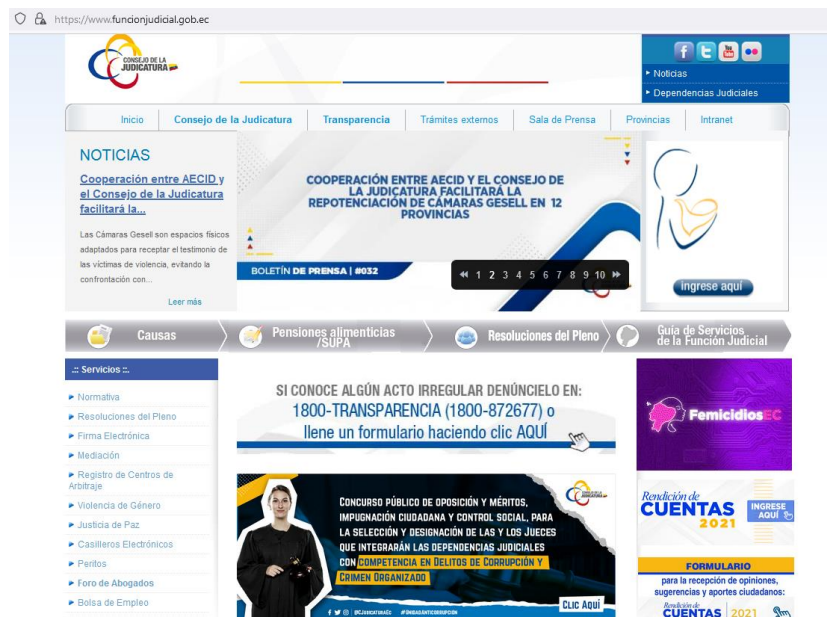 https://www.funcionjudicial.gob.ec
CONSEJO DE LA
JUDICATURA
Noticias
Dependencias Judiciales
Inicio
Consejo de la Judicatura
Transparencia
Trámites externos
Sala de Prensa
Provincias
Intranet
NOTICIAS
Cooperación entre AECID y
el Consejo de la Judicatura
facilitará la...
Las Cámaras Gesell son espacios físicos
adaptados para receptar el testimonio de
las víctimas de violencia, evitando la
confrontación con...
Leer más
COOPERACIÓN ENTRE AECID Y EL CONSEJO DE
LA JUDICATURA FACILITARÁ LA
REPOTENCIACIÓN DE CÁMARAS GESELL EN 12
PROVINCIAS
BOLETÍN DE PRENSA | #032
1 2 3 4 5 6 7 8 9 10
ingrese aquí
Causas
Pensiones alimenticias
/SUPA
Resoluciones del Pleno
Guía de Servicios
de la Función Judicial
.:: Servicios ::.
Normativa
Resoluciones del Pleno
Firma Electrónica
Mediación
Registro de Centros de
Arbitraje
Violencia de Género
Justicia de Paz
Casilleros Electrónicos
Peritos
Foro de Abogados
Bolsa de Empleo
SI CONOCE ALGÚN ACTO IRREGULAR DENÚNCIELO EN:
1800-TRANSPARENCIA (1800-872677) o
llene un formulario haciendo clic AQUÍ
CONSEJO DE LA
JUDICATURA
CONCURSO PÚBLICO DE OPOSICIÓN Y MÉRITOS,
IMPUGNACIÓN CIUDADANA Y CONTROL SOCIAL, PARA
LA SELECCIÓN Y DESIGNACIÓN DE LAS Y LOS JUECES
QUE INTEGRARÁN LAS DEPENDENCIAS JUDICIALES
CON COMPETENCIA EN DELITOS DE CORRUPCIÓN Y
CRIMEN ORGANIZADO
@CJUDICATURAEC #UNIDADANTICORRUPCIÓN
CLIC AQUÍ
FemicidiosEC
Rendición de
CUENTAS
2021
INGRESE
AQUÍ
FORMULARIO
para la recepción de opiniones,
sugerencias y aportes ciudadanos:
Rendición de
CUENTAS 2021